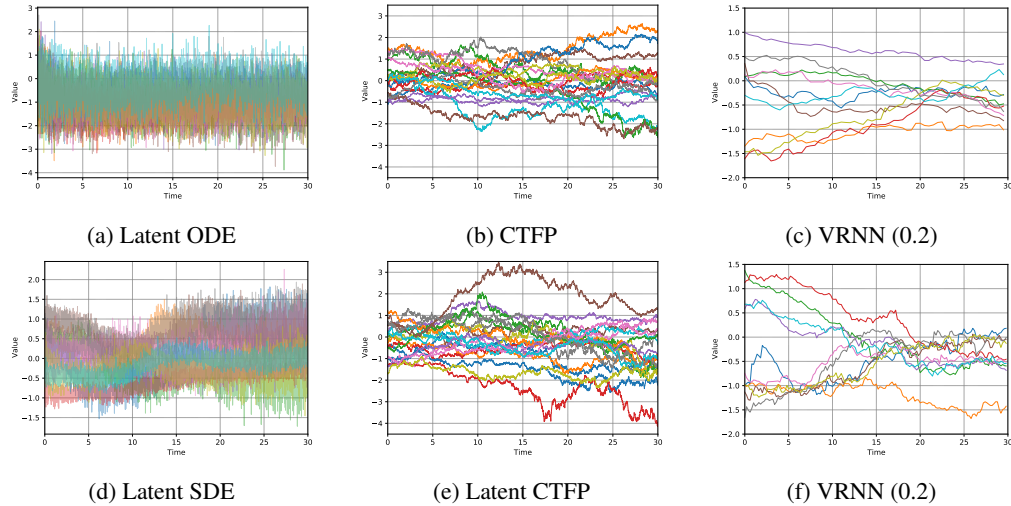 3
2
1
0
−1
−2
−3
−4
Value
0 5 10 15 20 25 30
Time
(a) Latent ODE
3
2
1
0
−1
−2
−3
−4
Value
0 5 10 15 20 25 30
Time
(b) CTFP
1.5
1.0
0.5
0.0
−0.5
−1.0
−1.5
−2.0
Value
0 5 10 15 20 25 30
Time
(c) VRNN (0.2)
2.0
1.5
1.0
0.5
0.0
−0.5
−1.0
−1.5
Value
0 5 10 15 20 25 30
Time
(d) Latent SDE
3
2
1
0
−1
−2
−3
−4
Value
0 5 10 15 20 25 30
Time
(e) Latent CTFP
1.5
1.0
0.5
0.0
−0.5
−1.0
−1.5
−2.0
Value
0 5 10 15 20 25 30
Time
(f) VRNN (0.2)